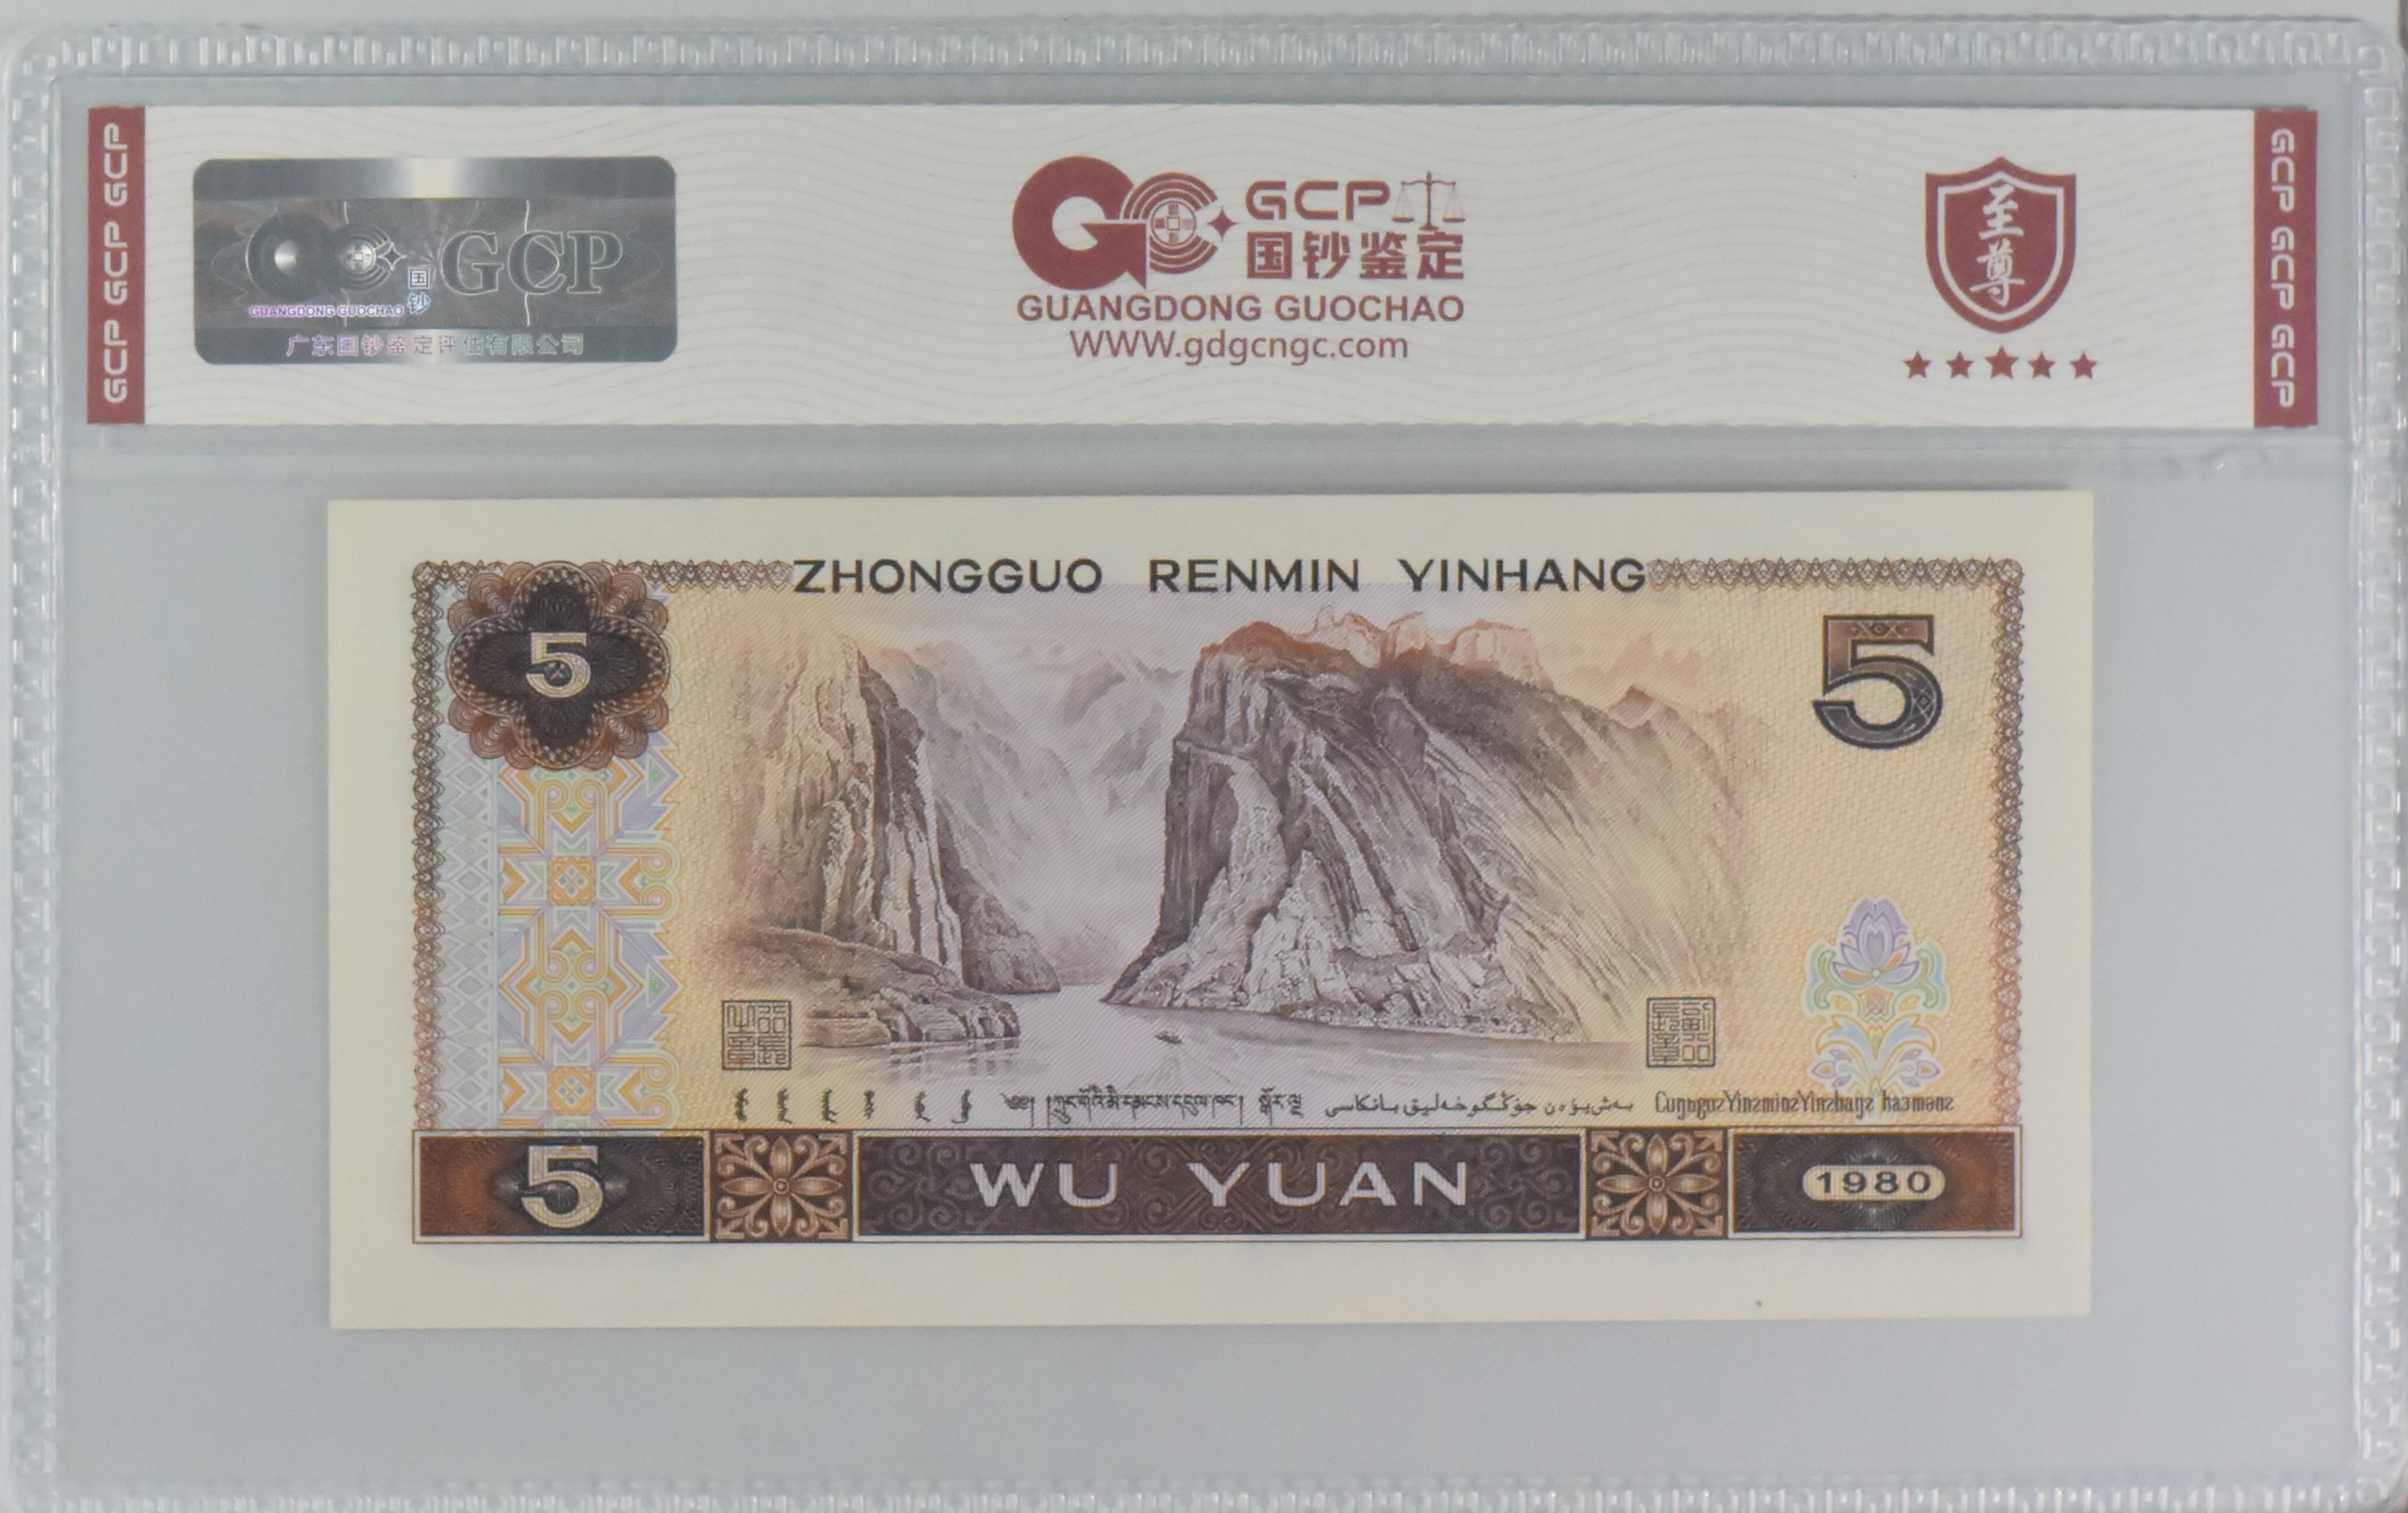 GCP GCP GCP
GCP
国钞
GUANGDONG GUOCHAO
广东国钞鉴定评估有限公司
GCP
国钞鉴定
GUANGDONG GUOCHAO
WWW.gdgcngc.com
至尊
GCP GCP GCP
ZHONGGUO RENMIN YINHANG
5
5
5
WU YUAN
1980